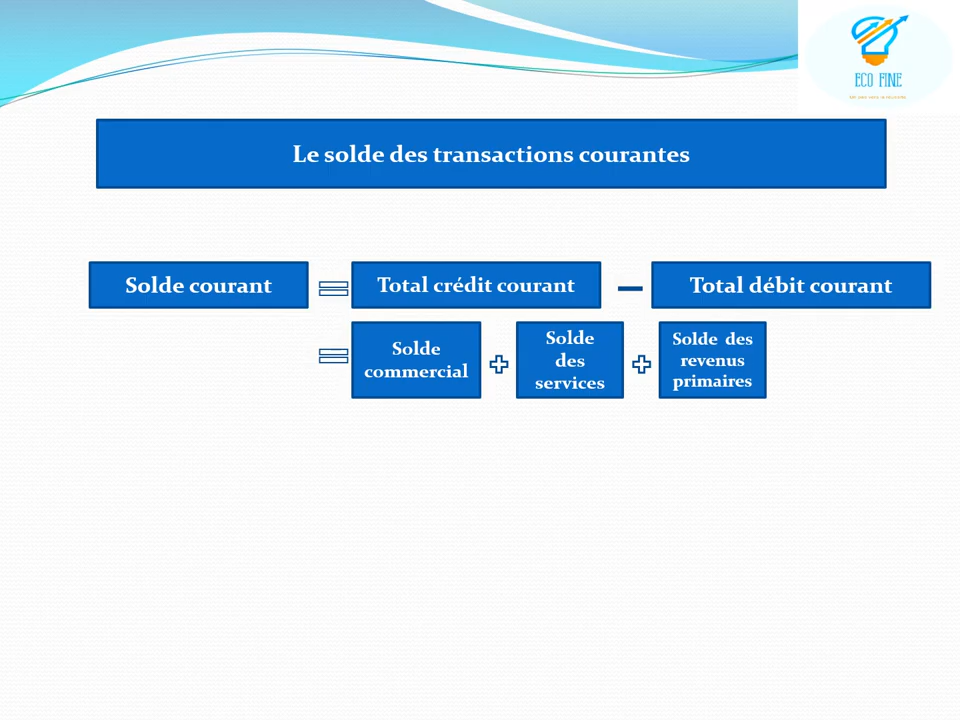 ECO FINE
Le solde des transactions courantes
Solde courant
Total crédit courant
Total débit courant
Solde
commercial
Solde
des
services
Solde des
revenus
primaires